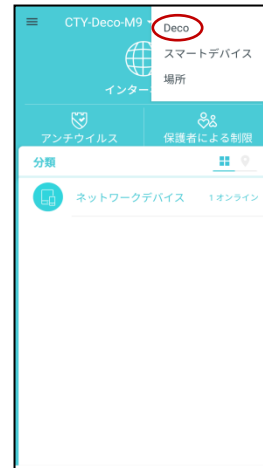 CTY-Deco-M9
Deco
スマートデバイス
場所
インター
アンチウイルス
保護者による制限
分類
ネットワークデバイス
1 オンライン